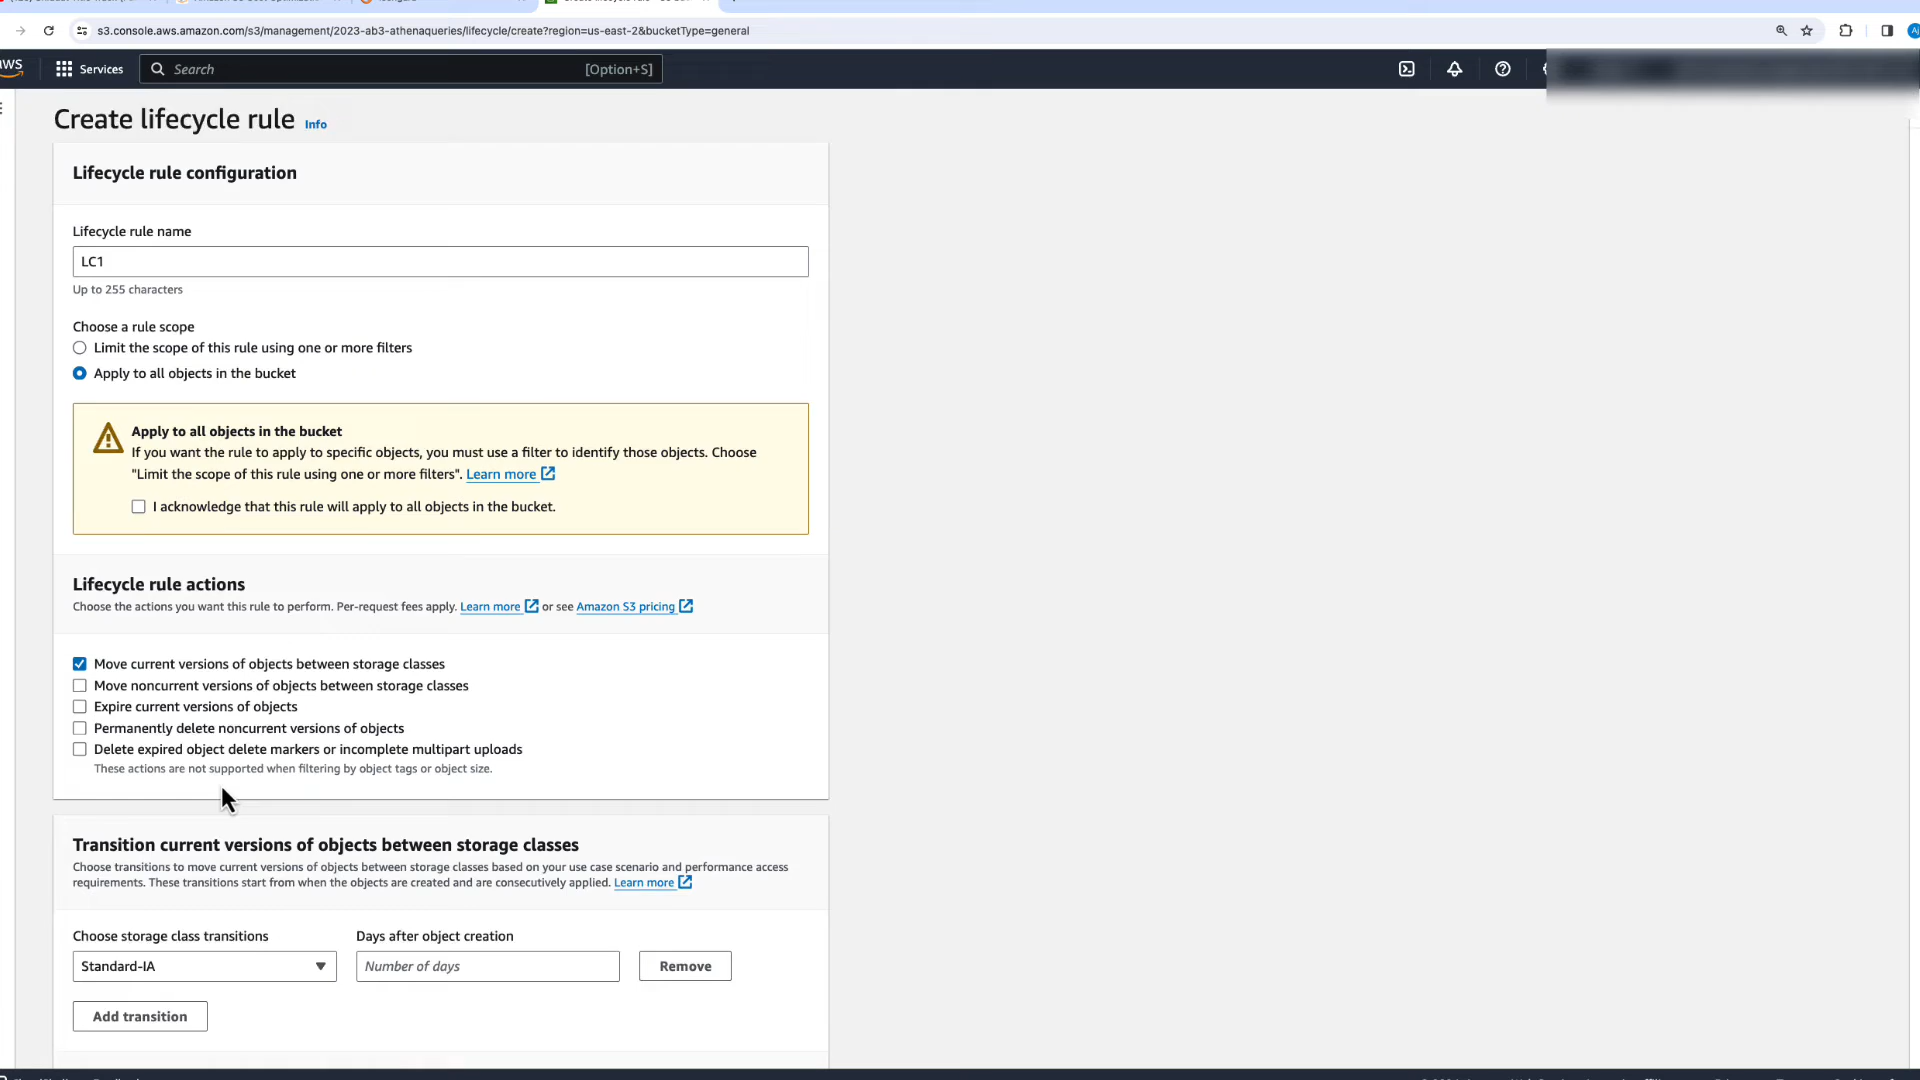 s3.console.aws.amazon.com/s3/management/2023-ab3-athenaqueries/lifecycle/create?region=us-east-2&bucketType=general
aws
Services
Search
[Option+S]
Create lifecycle rule Info
Lifecycle rule configuration
Lifecycle rule name
LC1
Up to 255 characters
Choose a rule scope
Limit the scope of this rule using one or more filters
Apply to all objects in the bucket
Apply to all objects in the bucket
If you want the rule to apply to specific objects, you must use a filter to identify those objects. Choose
"Limit the scope of this rule using one or more filters". Learn more
I acknowledge that this rule will apply to all objects in the bucket.
Lifecycle rule actions
Choose the actions you want this rule to perform. Per-request fees apply. Learn more or see Amazon S3 pricing
Move current versions of objects between storage classes
Move noncurrent versions of objects between storage classes
Expire current versions of objects
Permanently delete noncurrent versions of objects
Delete expired object delete markers or incomplete multipart uploads
These actions are not supported when filtering by object tags or object size.
Transition current versions of objects between storage classes
Choose transitions to move current versions of objects between storage classes based on your use case scenario and performance access
requirements. These transitions start from when the objects are created and are consecutively applied. Learn more
Choose storage class transitions
Days after object creation
Standard-IA
Number of days
Remove
Add transition